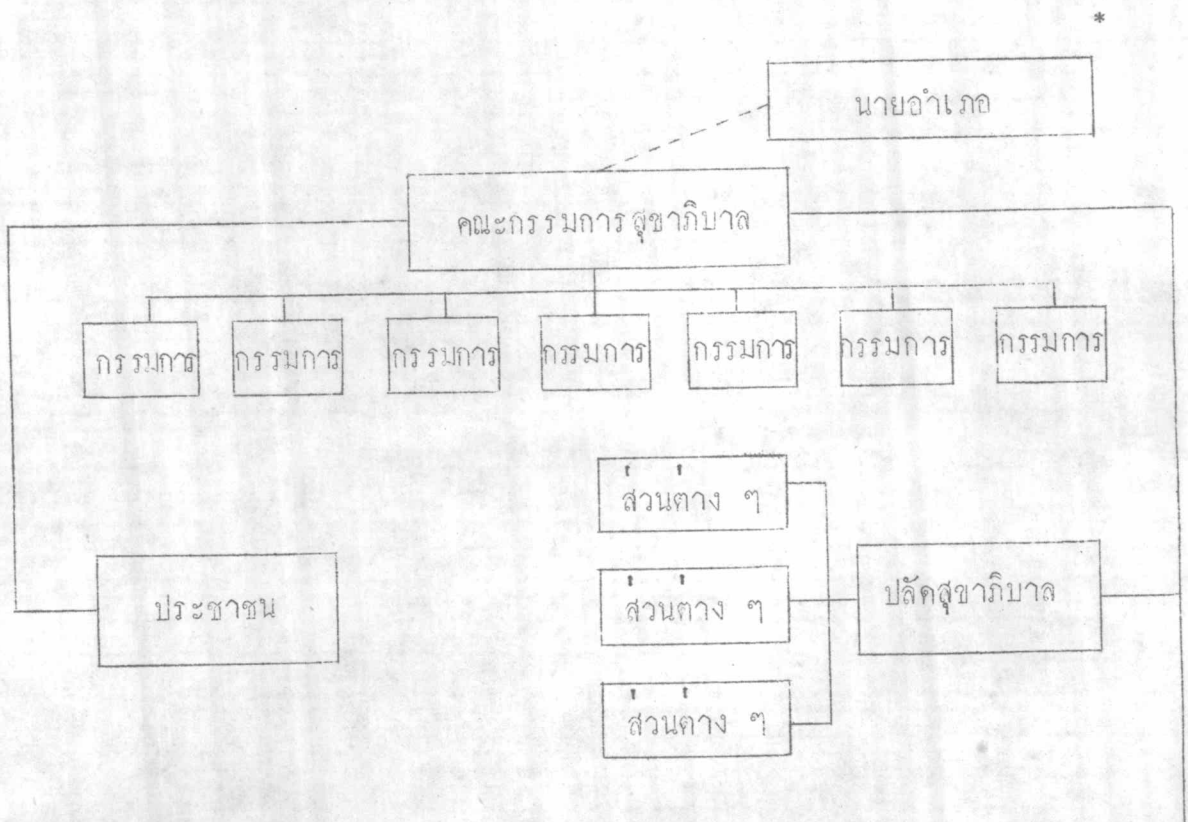 *
นายอำเภอ
คณะกรรมการสุขาภิบาล
กรรมการ
กรรมการ
กรรมการ
กรรมการ
กรรมการ
กรรมการ
กรรมการ
ส่วนต่าง ๆ
ประชาชน
ส่วนต่าง ๆ
ปลัดสุขาภิบาล
ส่วนต่าง ๆ